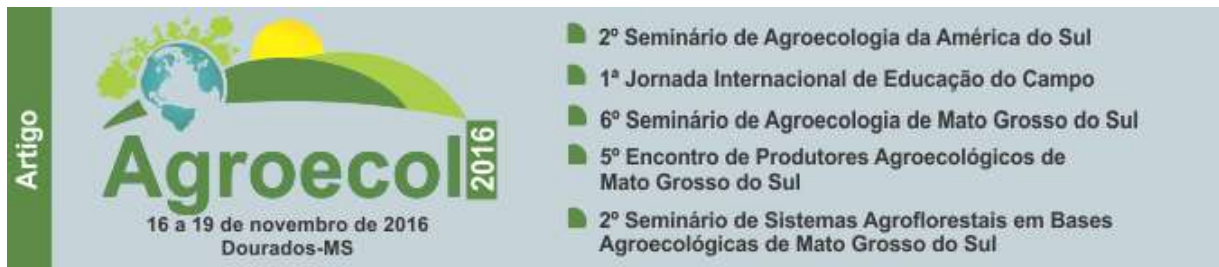 Artigo
Agroecol
2016
16 a 19 de novembro de 2016
Dourados-MS
2º Seminário de Agroecologia da América do Sul
1ª Jornada Internacional de Educação do Campo
6º Seminário de Agroecologia de Mato Grosso do Sul
5º Encontro de Produtores Agroecológicos de
Mato Grosso do Sul
2º Seminário de Sistemas Agroflorestais em Bases
Agroecológicas de Mato Grosso do Sul